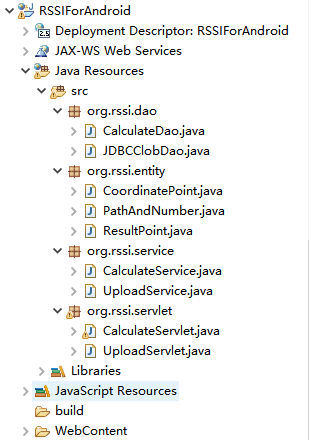 RSSIForAndroid
Deployment Descriptor: RSSIForAndroid
JAX-WS Web Services
Java Resources
src
org.rssi.dao
CalculateDao.java
JDBCClobDao.java
org.rssi.entity
CoordinatePoint.java
PathAndNumber.java
ResultPoint.java
org.rssi.service
CalculateService.java
UploadService.java
org.rssi.servlet
CalculateServlet.java
UploadServlet.java
Libraries
JavaScript Resources
build
WebContent